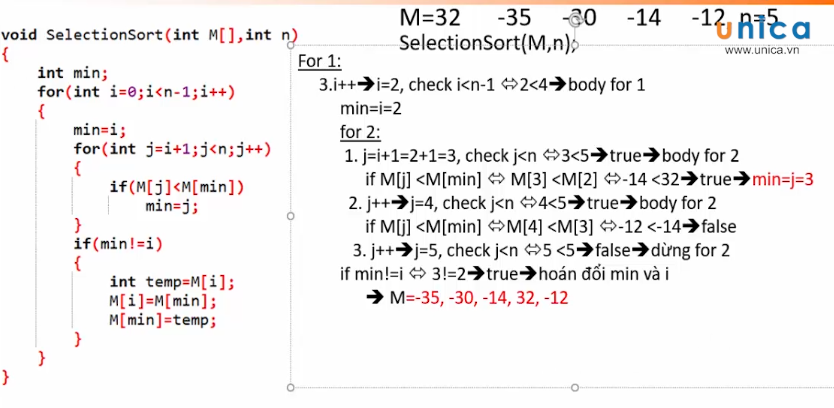 M=32 -35 -30 -14 -12 n=5
unica
www.unica.vn
SelectionSort(M,n);
void SelectionSort(int M[],int n)
{
int min;
for(int i=0;i<n-1;i++)
{
min=i;
for(int j=i+1;j<n;j++)
{
if(M[j]<M[min])
min=j;
}
if(min!=i)
{
int temp=M[i];
M[i]=M[min];
M[min]=temp;
}
}
}
For 1:
3.i++🡺i=2, check i<n-1 ⬄2<4🡺body for 1
min=i=2
for 2:
1. j=i+1=2+1=3, check j<n ⬄3<5🡺true🡺body for 2
if M[j] <M[min] ⬄ M[3] <M[2] ⬄-14 <32🡺true🡺min=j=3
2. j++🡺j=4, check j<n ⬄4<5🡺true🡺body for 2
if M[j] <M[min] ⬄M[4] <M[3] ⬄-12 <-14🡺false
3. j++🡺j=5, check j<n ⬄5 <5🡺false🡺dừng for 2
if min!=i ⬄ 3!=2🡺true🡺hoán đổi min và i
🡺 M=-35, -30, -14, 32, -12